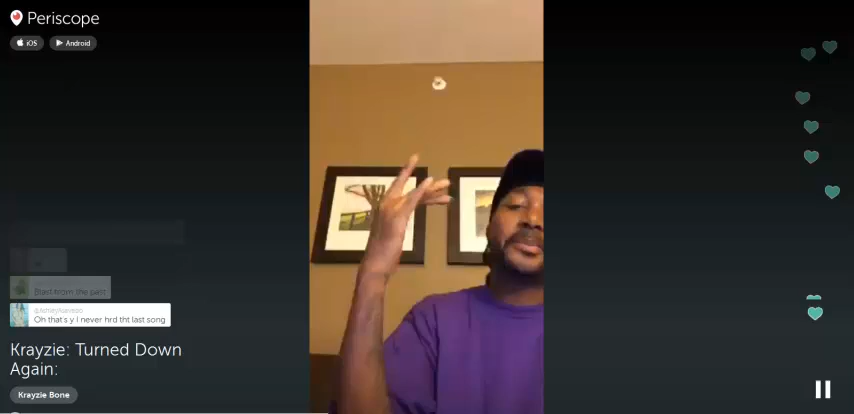 Periscope
iOS
Android
Blast from the past
Oh that's y I never hrd tht last song
Krayzie: Turned Down
Again:
Krayzie Bone